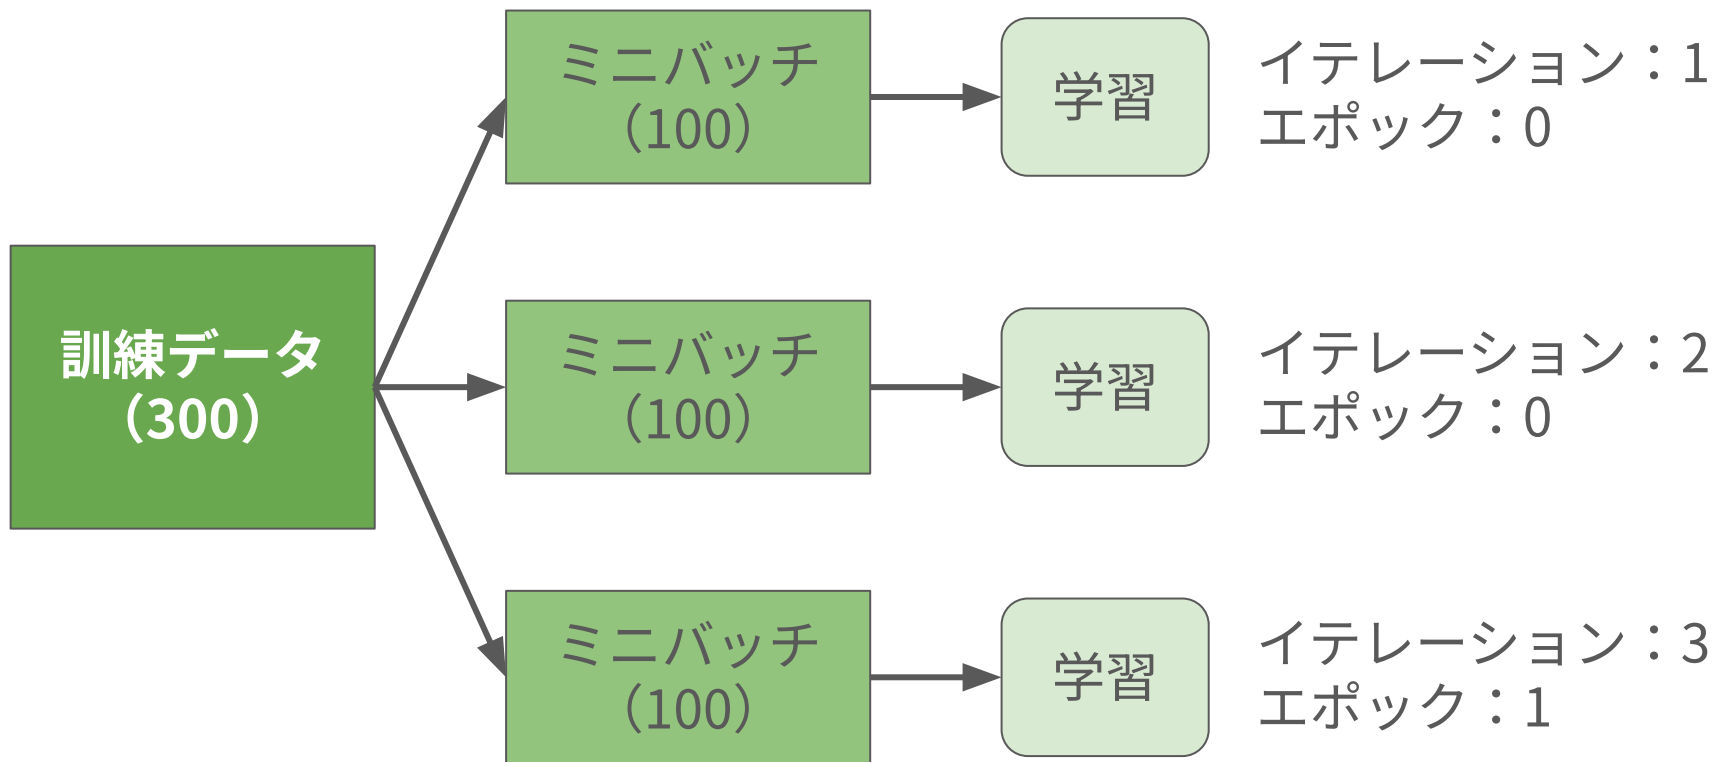 ミニバッチ
（100）
学習
イテレーション：1
エポック：0
訓練データ
（300）
ミニバッチ
（100）
学習
イテレーション：2
エポック：0
ミニバッチ
（100）
学習
イテレーション：3
エポック：1